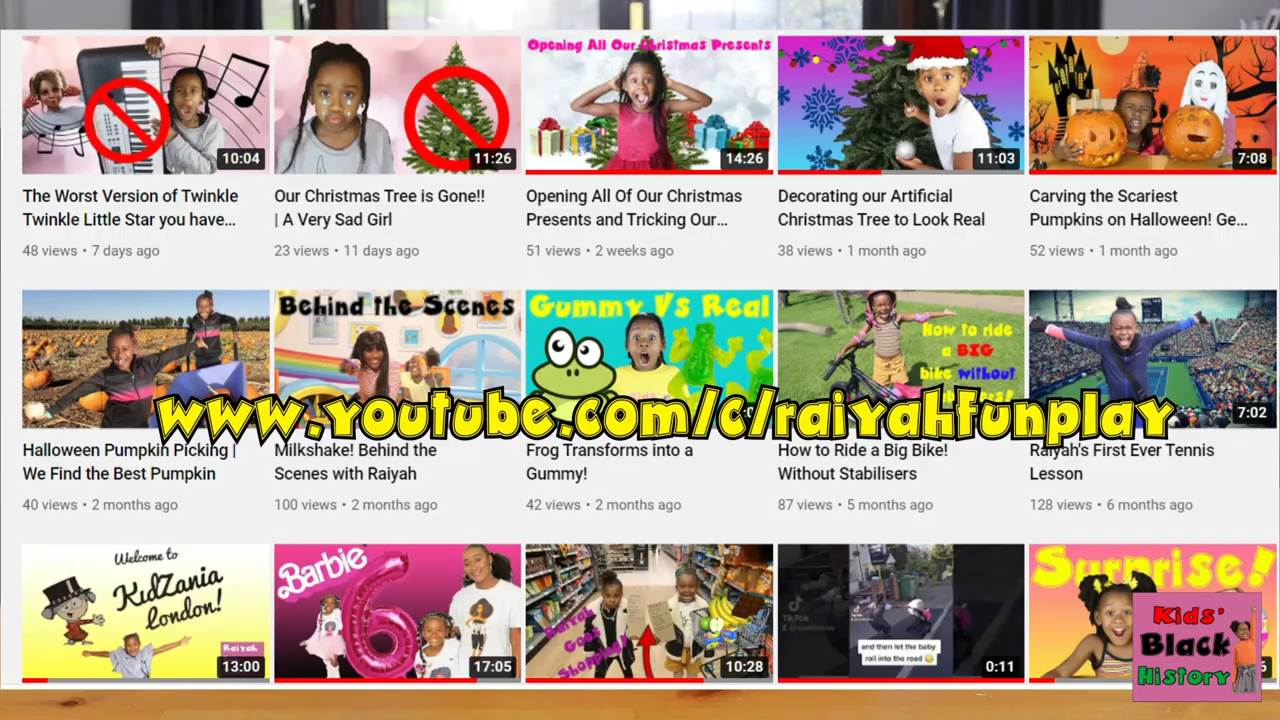 Opening All Our Christmas Presents
10:04
11:26
14:26
11:03
7:08
The Worst Version of Twinkle
Twinkle Little Star you have...
48 views • 7 days ago
Our Christmas Tree is Gone!!
| A Very Sad Girl
23 views • 11 days ago
Opening All Of Our Christmas
Presents and Tricking Our...
51 views • 2 weeks ago
Decorating our Artificial
Christmas Tree to Look Real
38 views • 1 month ago
Carving the Scariest
Pumpkins on Halloween! Ge...
52 views • 1 month ago
Behind the Scenes
Gummy Vs Real
How to ride
a BIG
bike without
7:02
www.youtube.com/c/raiyahfunplay
Halloween Pumpkin Picking |
We Find the Best Pumpkin
40 views • 2 months ago
Milkshake! Behind the
Scenes with Raiyah
100 views • 2 months ago
Frog Transforms into a
Gummy!
42 views • 2 months ago
How to Ride a Big Bike!
Without Stabilisers
87 views • 5 months ago
Raiyah's First Ever Tennis
Lesson
128 views • 6 months ago
Welcome to
KidZania
London!
Raiyah
13:00
Barbie
6
17:05
Raiyah
Goes
Shopping!
10:28
TikTok
and then let the baby
roll into the road
0:11
Surprise!
Kids'
Black
History